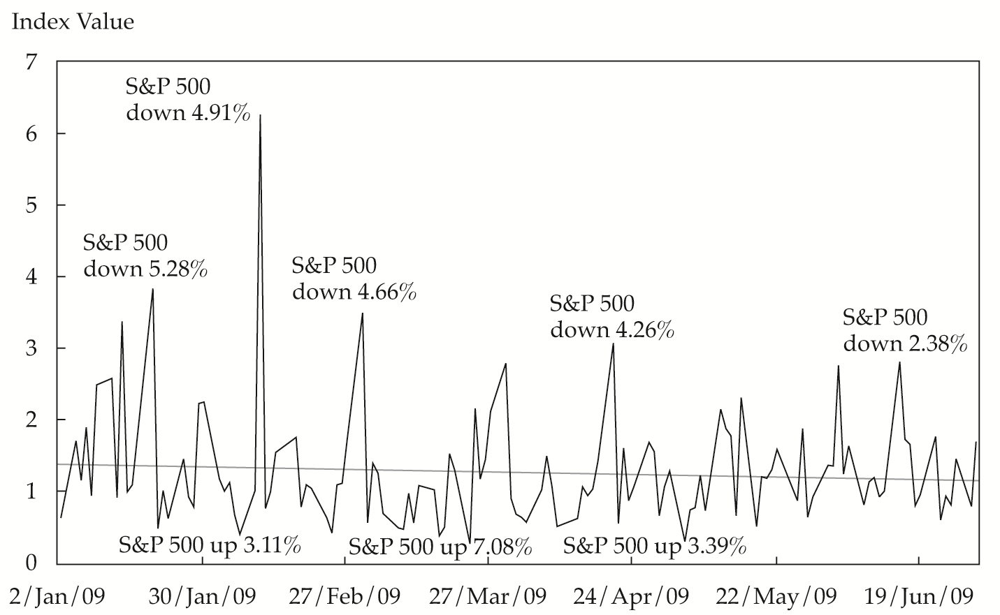 Index Value
7
S&P 500
down 4.91%
6
5
S&P 500
down 5.28%
4
S&P 500
down 4.66%
S&P 500
down 4.26%
S&P 500
down 2.38%
3
2
1
S&P 500 up 3.11%
S&P 500 up 7.08%
S&P 500 up 3.39%
0
2/Jan/09
30/Jan/09
27/Feb/09
27/Mar/09
24/Apr/09
22/May/09
19/Jun/09